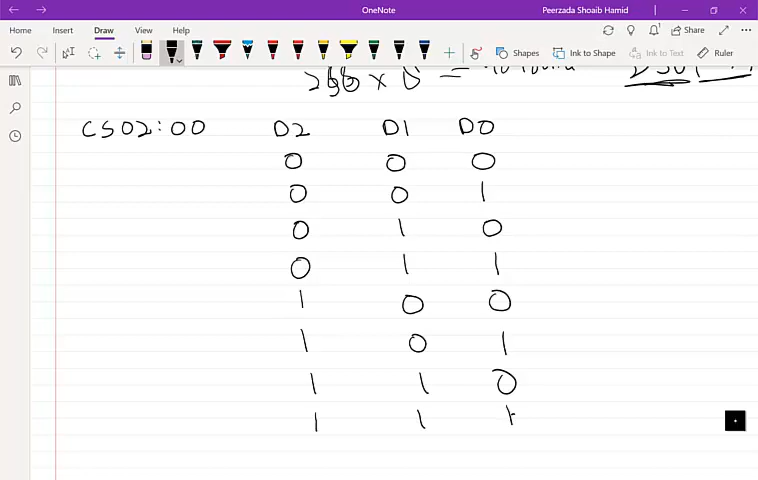 OneNote
Peerzada Shoaib Hamid
Home Insert Draw View Help Share
Shapes Ink to Shape Ink to Text Ruler
CS02:00 D2 D1 D0
0 0 0
0 0 1
0 1 0
0 1 1
1 0 0
1 0 1
1 1 0
1 1 1